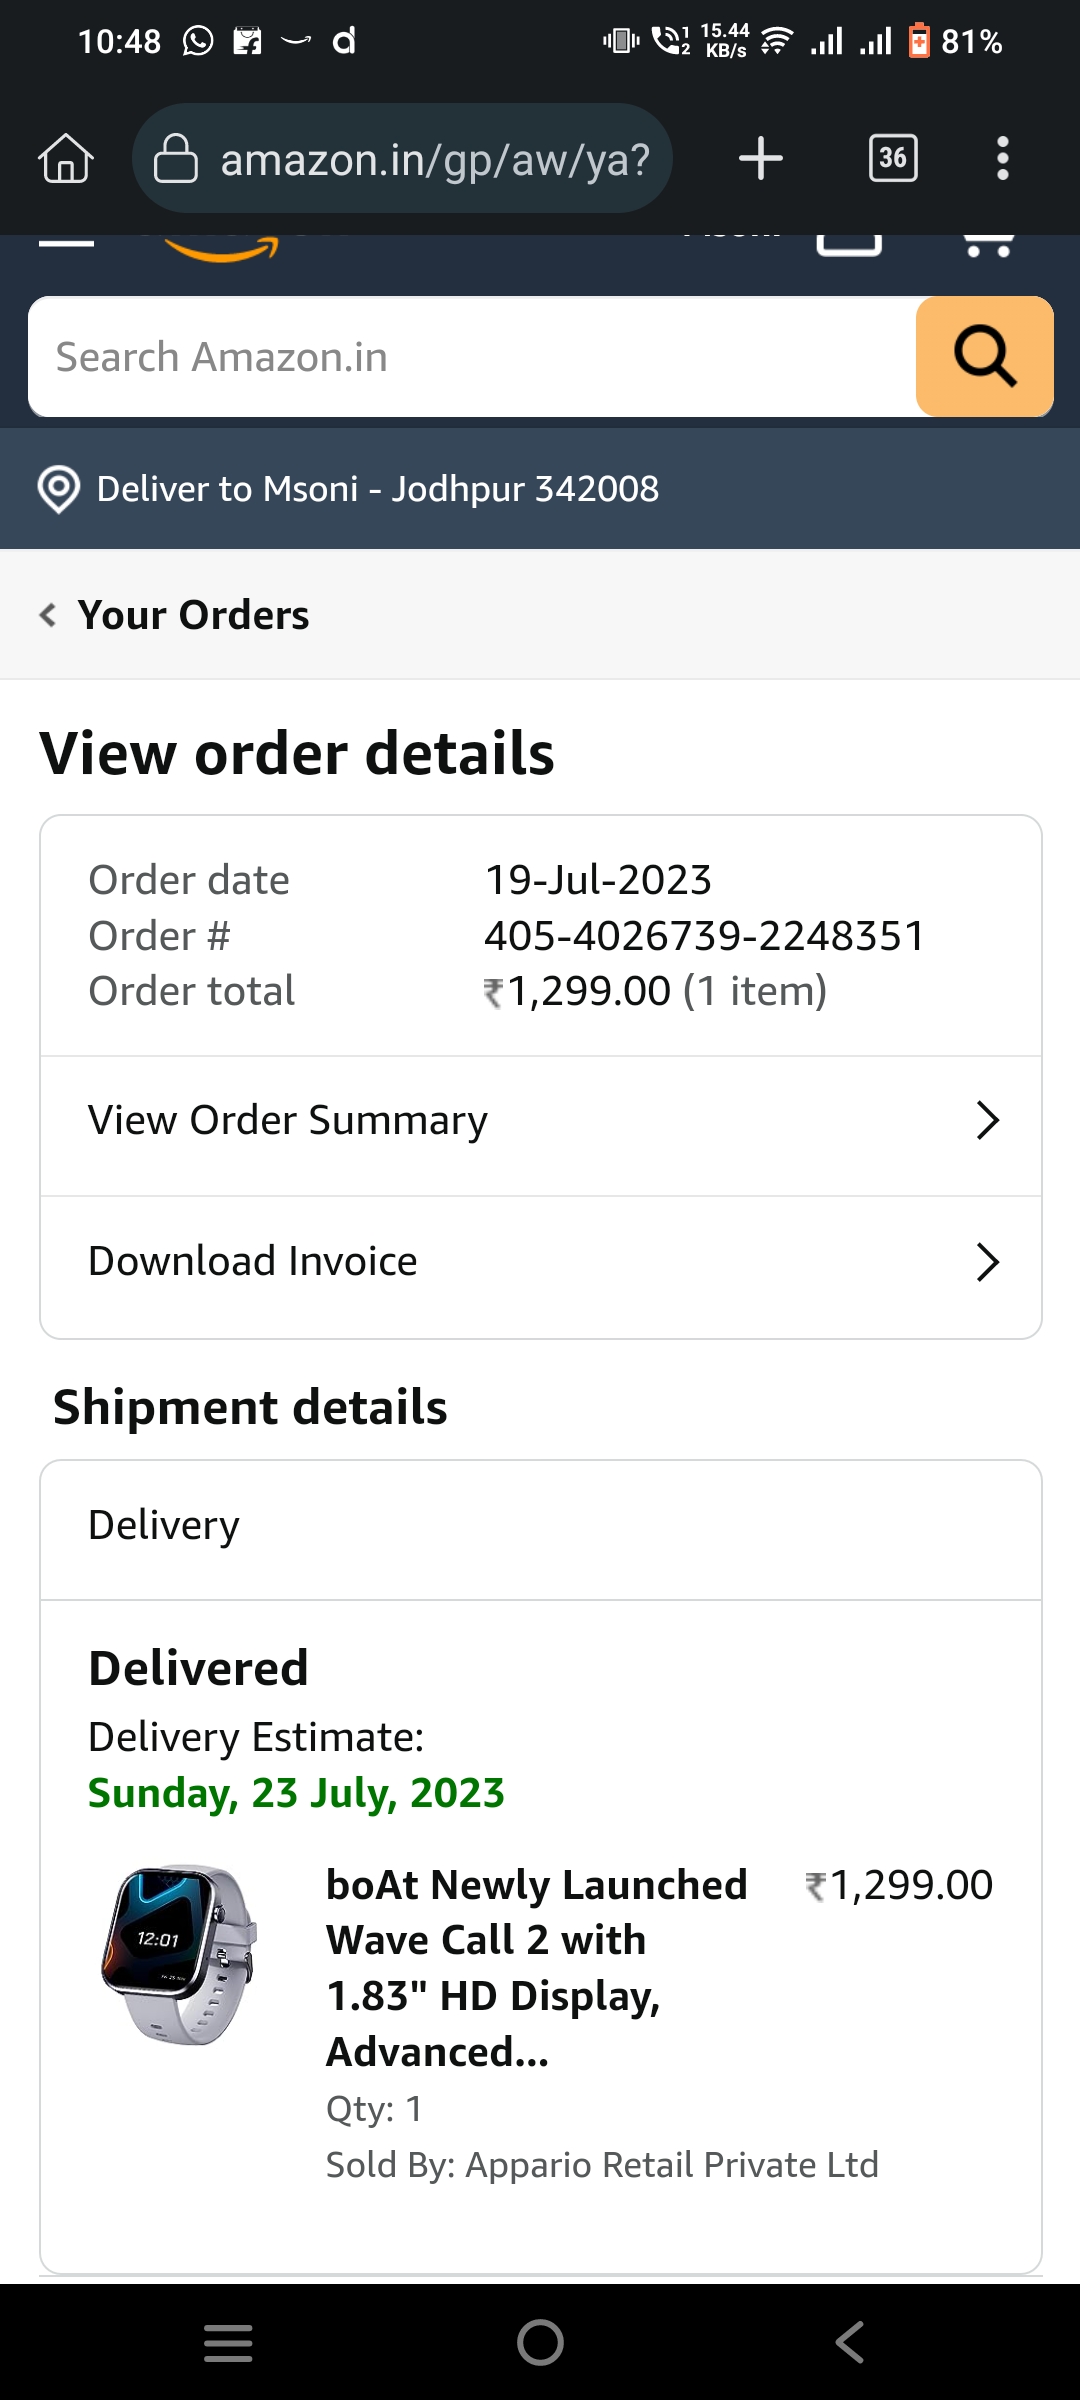 10:48
15.44
KB/s
81%
amazon.in/gp/aw/ya?
36
Search Amazon.in
Deliver to Msoni - Jodhpur 342008
Your Orders
View order details
Order date 19-Jul-2023
Order # 405-4026739-2248351
Order total ₹1,299.00 (1 item)
View Order Summary
Download Invoice
Shipment details
Delivery
Delivered
Delivery Estimate:
Sunday, 23 July, 2023
boAt Newly Launched ₹1,299.00
Wave Call 2 with
1.83" HD Display,
Advanced...
Qty: 1
Sold By: Appario Retail Private Ltd
12:01